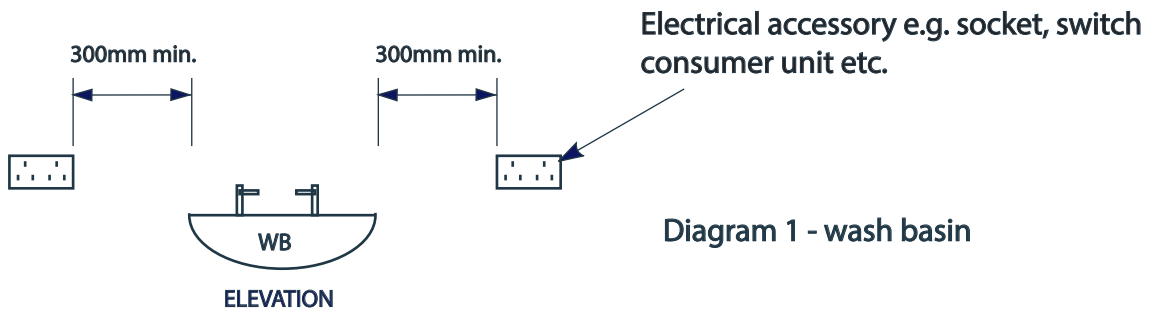 Electrical accessory e.g. socket, switch
consumer unit etc.
300mm min.
300mm min.
WB
Diagram 1 - wash basin
ELEVATION